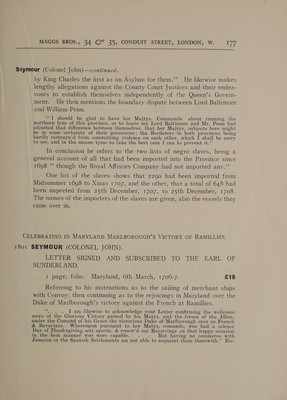 MAGGS BROS., 34 & 35, CONDUIT STREET, LONDON, W. 177
Seymour (Colonel John)—continued.
by King Charles the first as an Asylum for them." He likewise makes
lengthy allegations against the County Court Justices and their endea-
vours to establish themselves independently of the Queen's Govern-
ment. He then mentions the boundary dispute between Lord Baltimore
and William Penn.
" I should be glad to have her Majtys. Commands about running the
northern lyne of this province, or to know my Lord Baltimore and Mr. Penn had
adjusted that difference between themselves, that her Majtys. subjects here might
be in some certainty of their possessions; the Borderers in both provinces being
hardly restrain'd from committing violence on each other, which I shall be sorry
to see, and in the meane tyme to take the best care I can to prevent it."
In conclusion he refers to the two lists of negro slaves, being a
general account of all that had been imported into the Province since
1698 " though the Royal Affrican Company had not imported any."
One list of the slaves shows that 2290 had been imported from
Midsummer 1698 to Xmas 1707, and the other, that a total of 648 had
been imported from 25th December, 1707, to 25th December, 1708.
The names of the importers of the slaves are given, also the vessels they
came over in.
CELEBRATING IN MARYLAND MARLBOROUGH'S VICTORY OF RAMILLIES.
1801 SEYMOUR (COLONEL JOHN).
LETTER SIGNED AND SUBSCRIBED TO THE EARL OF
SUNDERLAND.
1 page, folio. Maryland, 6th March, 1706-7. £18
Referring to his instructions as to the sailing of merchant ships
with Convoy: then continuing as to the rejoicings in Maryland over the
Duke of Marlborough's victory against the French at Ramillies.
". . . I am likewise to acknowledge your Letter confirming the wellcome
news of the Glorious Victory gained by his Majtys. and the forces of the Allies,
under the Comand of his Grace the victorious Duke of Marlborough over ye French
& Bavarians. Whereupon pursuant to her Majtys. comands, wee had a solemn
Day of Thanksgiving sett aparte, & renew'd our Rejoycings on that happy occasion
in the best manner wee were capable. . . . But having no commerce with
Jamaica or the Spanish Settlements am not able to acquaint them therewith." Etc.